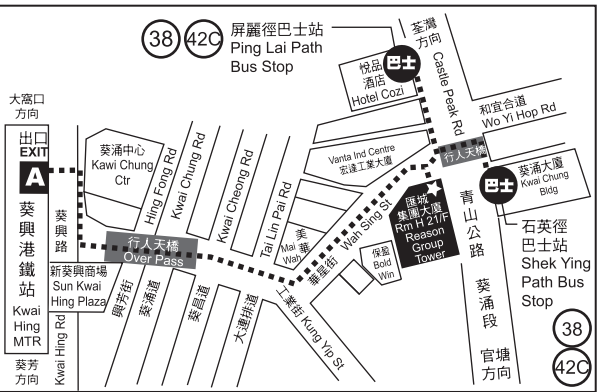 38 42C
屏麗徑巴士站
Ping Lai Path
Bus Stop
荃灣
方向
巴士
悅品
酒店
Hotel Cozi
Castle Peak Rd
和宜合道
Wo Yi Hop Rd
大窩口
方向
出口
EXIT
A
葵興港鐵站
Kwai
Hing
MTR
葵芳
方向
葵興路
Kwai Hing Rd
葵涌中心
Kawi Chung
Ctr
新葵興商場
Sun Kwai
Hing Plaza
Hing Fong Rd
Kwai Chung Rd
Kwai Cheong Rd
Tai Lin Pai Rd
行人天橋
Over Pass
興芳街
葵涌道
葵昌道
大連排道
美華
Mai
Wah
Vanta Ind Centre
宏達工業大廈
華星街 Wah Sing St
工業街 Kung Yip St
保盈
Bold
Win
匯城
集團大廈
Rm H 21/F
Reason
Group
Tower
行人天橋
巴士
葵涌大廈
Kwai Chung
Bldg
青山公路 葵涌段
官塘
方向
石英徑
巴士站
Shek Ying
Path Bus
Stop
38
42C